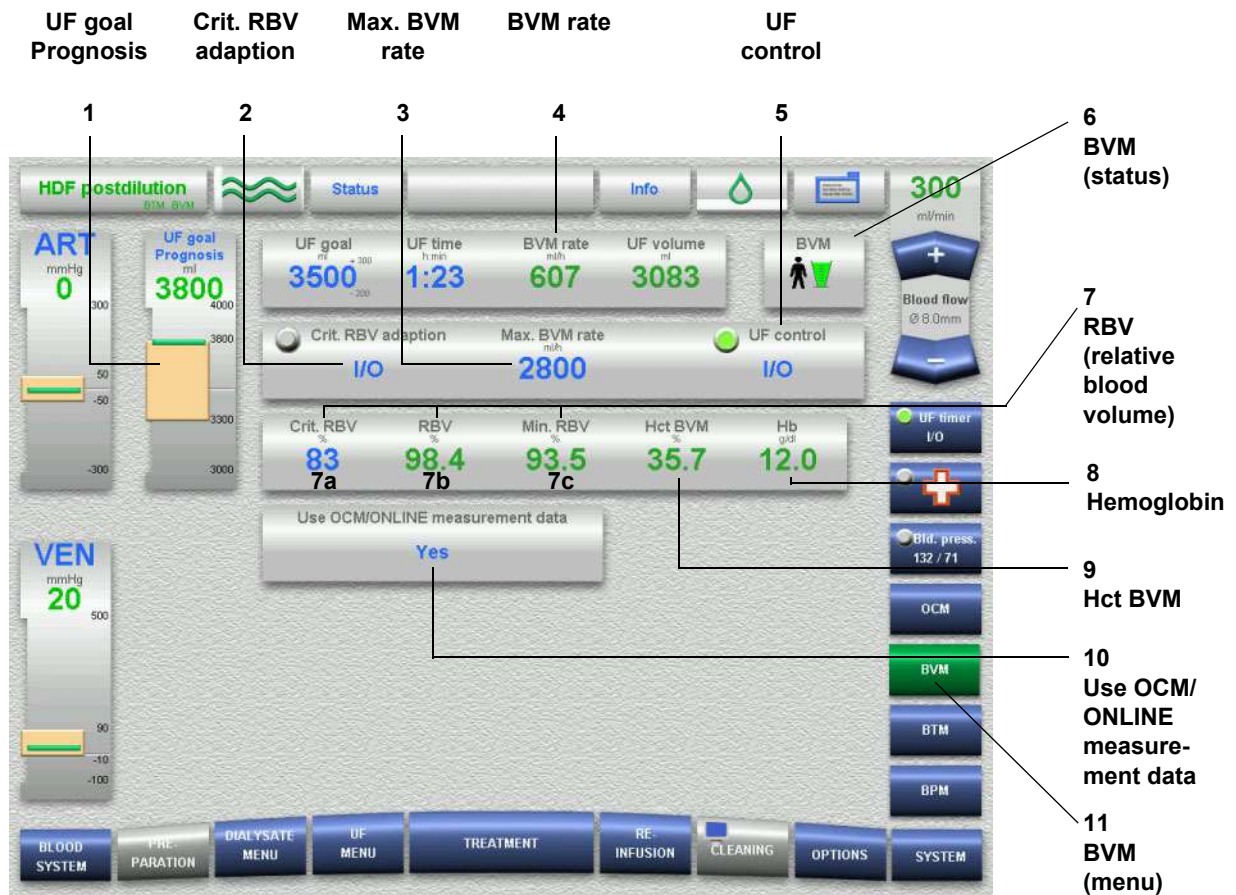 UF goal
Prognosis
Crit. RBV
adaption
Max. BVM
rate
BVM rate
UF
control
1
2
3
4
5
6
BVM
(status)
HDF postdilution
BTM BVM
Status
Info
300
ml/min
ART
mmHg
0
300
50
-50
-300
UF goal
Prognosis
ml
3800
4000
3800
3300
3000
UF goal
ml
3500
+ 300
- 200
UF time
h:min
1:23
BVM rate
ml/h
607
UF volume
ml
3083
BVM
+
Blood flow
Ø 8.0mm
−
7
RBV
(relative
blood
volume)
Crit. RBV adaption
I/O
Max. BVM rate
ml/h
2800
UF control
I/O
UF timer
I/O
Crit. RBV
%
83
7a
RBV
%
98.4
7b
Min. RBV
%
93.5
7c
Hct BVM
%
35.7
Hb
g/dl
12.0
8
Hemoglobin
Use OCM/ONLINE measurement data
Yes
Bld. press.
132 / 71
9
Hct BVM
VEN
mmHg
20
500
90
-10
-100
OCM
BVM
BTM
BPM
10
Use OCM/
ONLINE
measure-
ment data
11
BVM
(menu)
BLOOD
SYSTEM
PRE-
PARATION
DIALYSATE
MENU
UF
MENU
TREATMENT
RE-
INFUSION
CLEANING
OPTIONS
SYSTEM